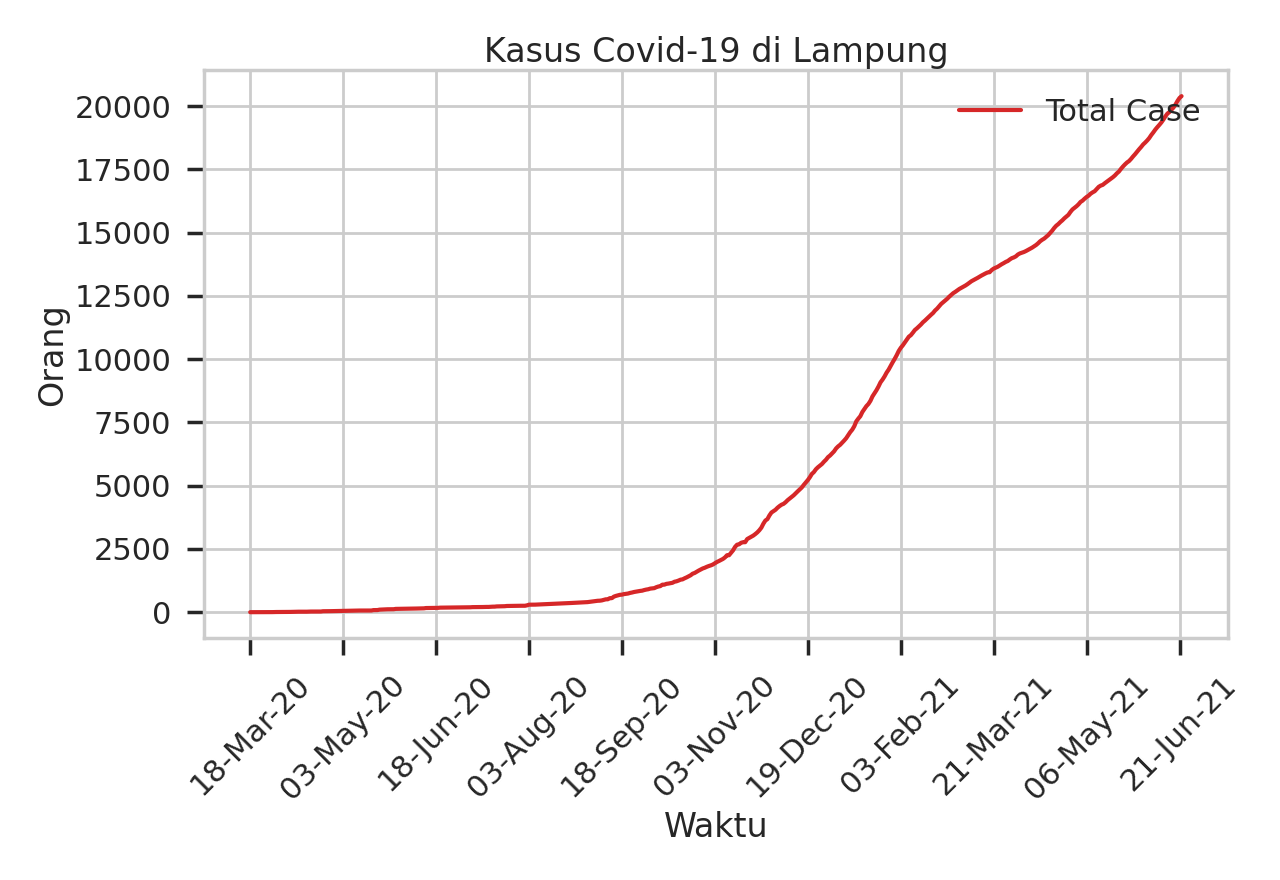 Kasus Covid-19 di Lampung
Total Case
Orang
20000
17500
15000
12500
10000
7500
5000
2500
0
18-Mar-20
03-May-20
18-Jun-20
03-Aug-20
18-Sep-20
03-Nov-20
19-Dec-20
03-Feb-21
21-Mar-21
06-May-21
21-Jun-21
Waktu